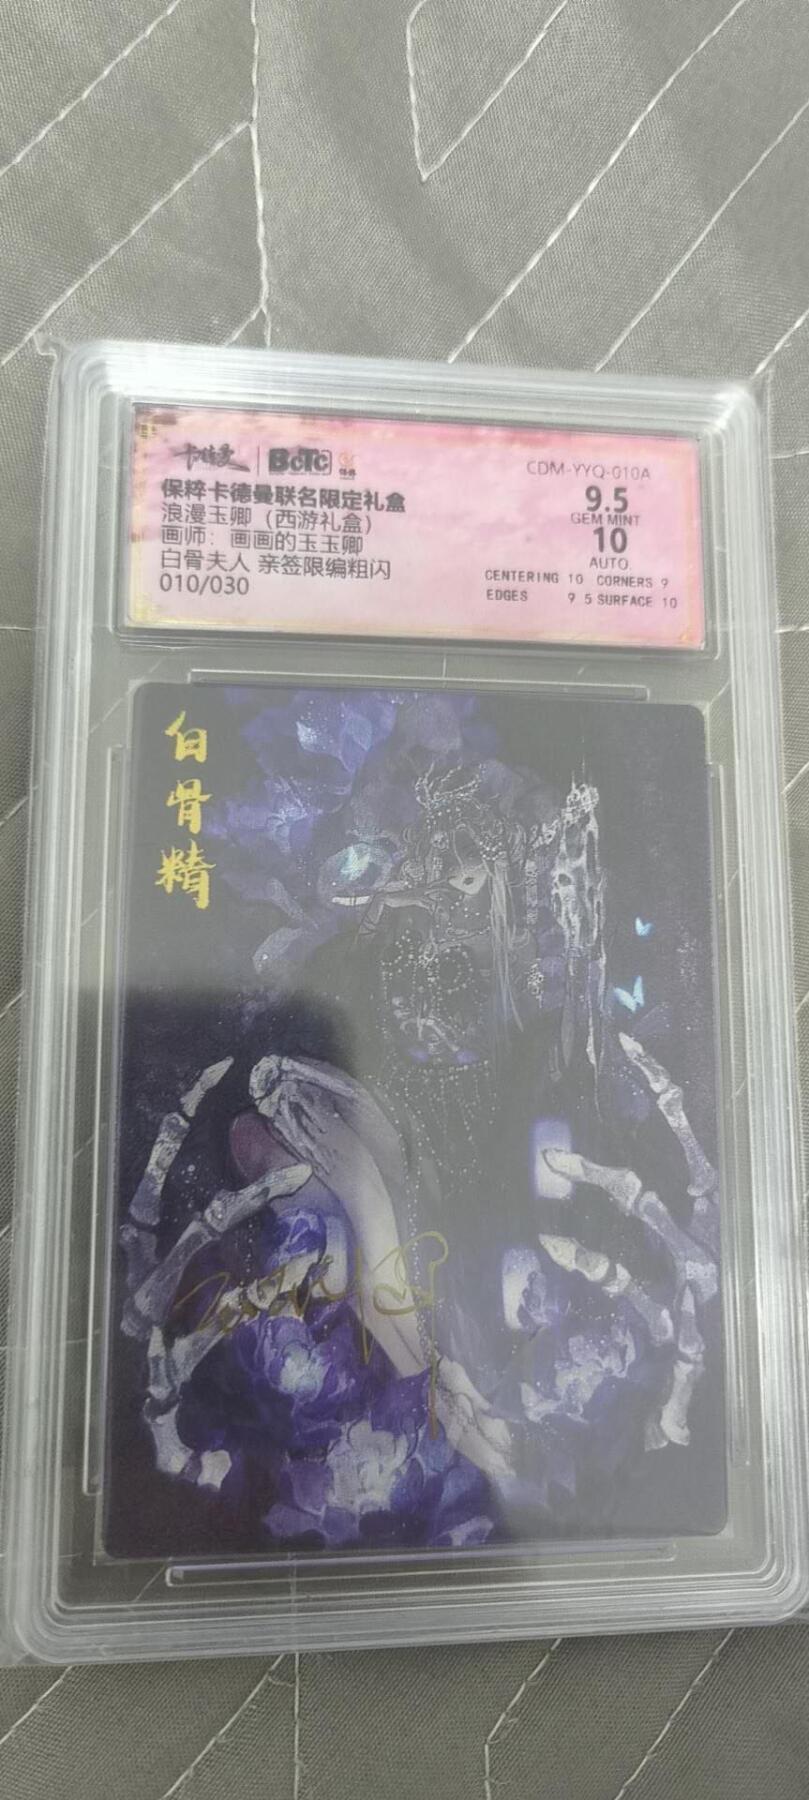 卡德曼 BCTC
CDM-YYQ-010A
保粹卡德曼联名限定礼盒
浪漫玉卿（西游礼盒）
画师：画画的玉玉卿
白骨夫人 亲签限编粗闪
010/030
9.5
GEM MINT
10
AUTO.
CENTERING 10 CORNERS 9
EDGES 9 5 SURFACE 10
白骨精